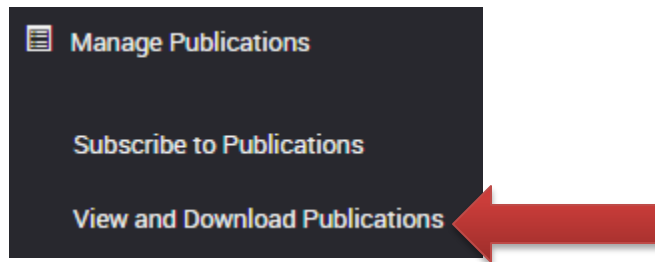 Manage Publications
Subscribe to Publications
View and Download Publications